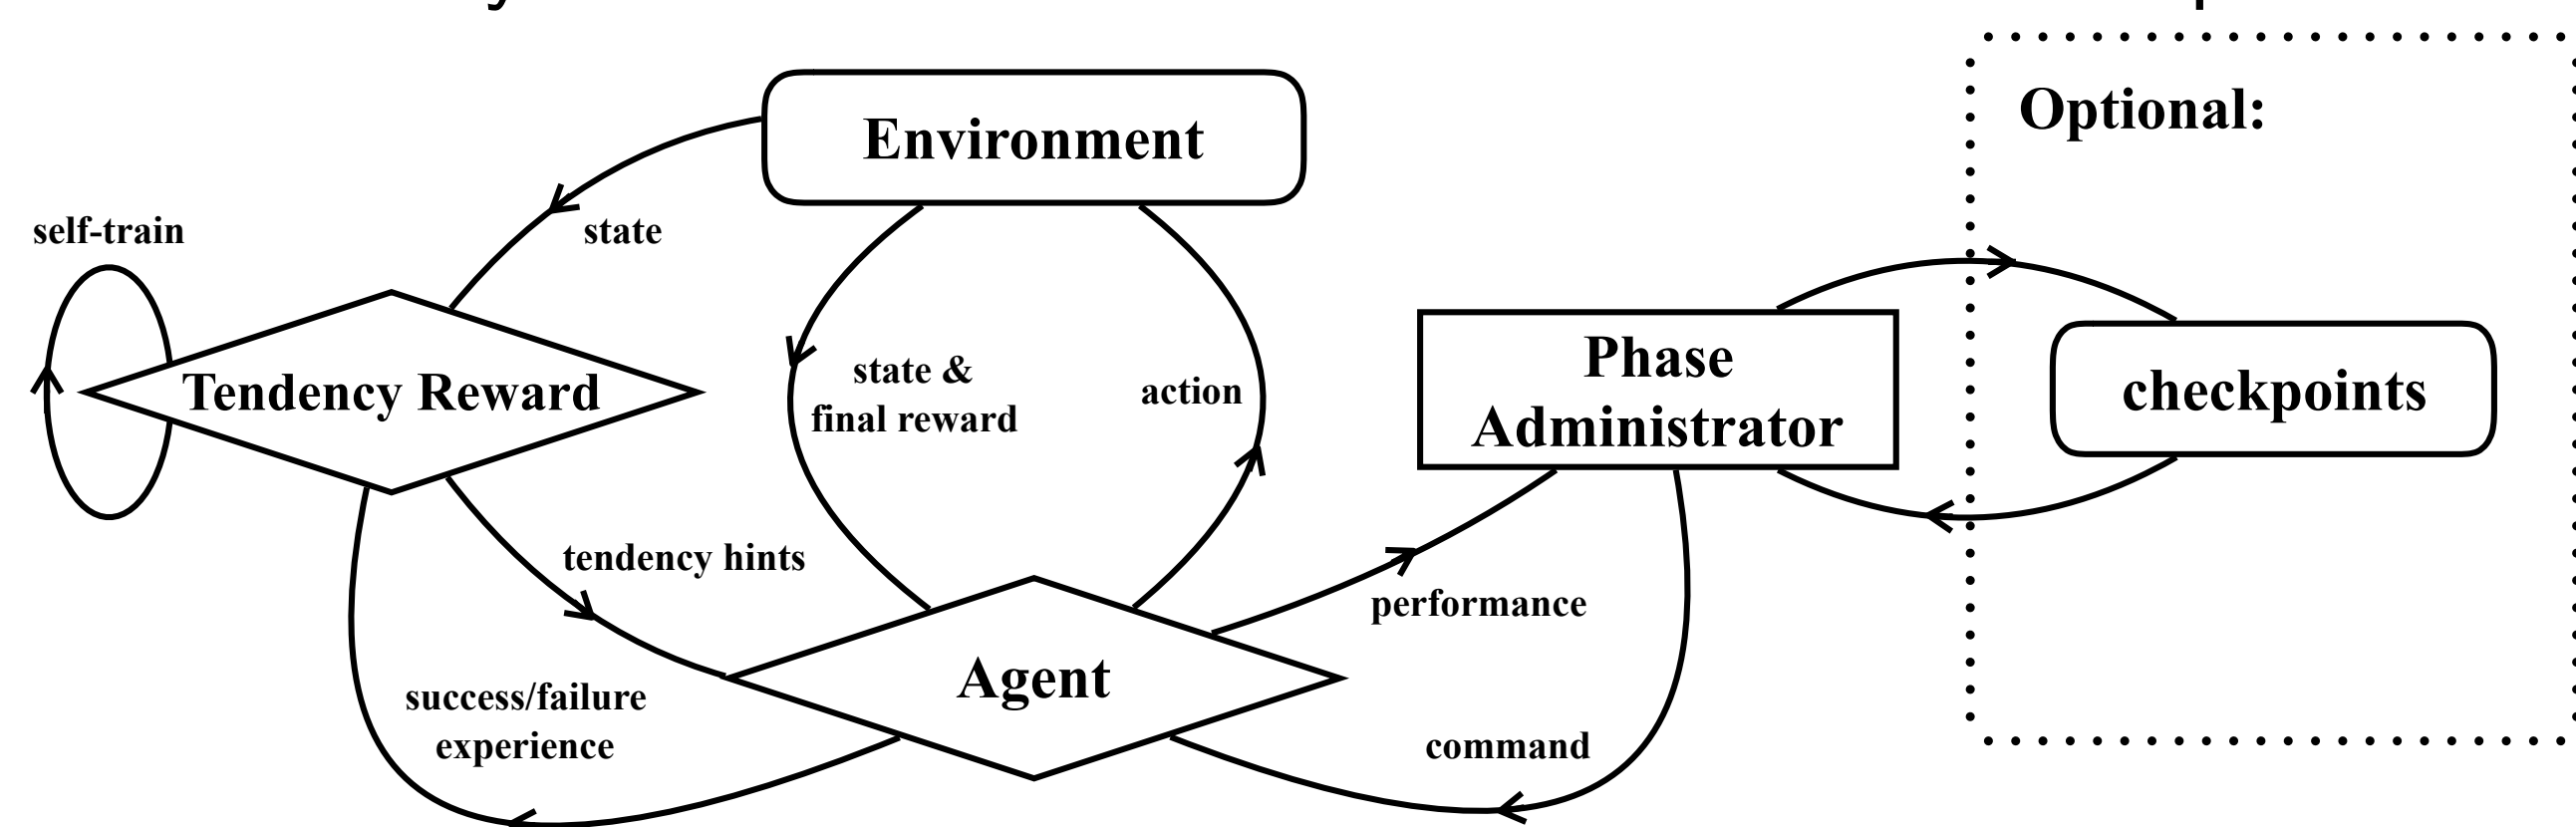 Optional:
Environment
self-train
state
Phase
Administrator
state &
final reward
action
Tendency Reward
checkpoints
tendency hints
performance
Agent
success/failure
experience
command